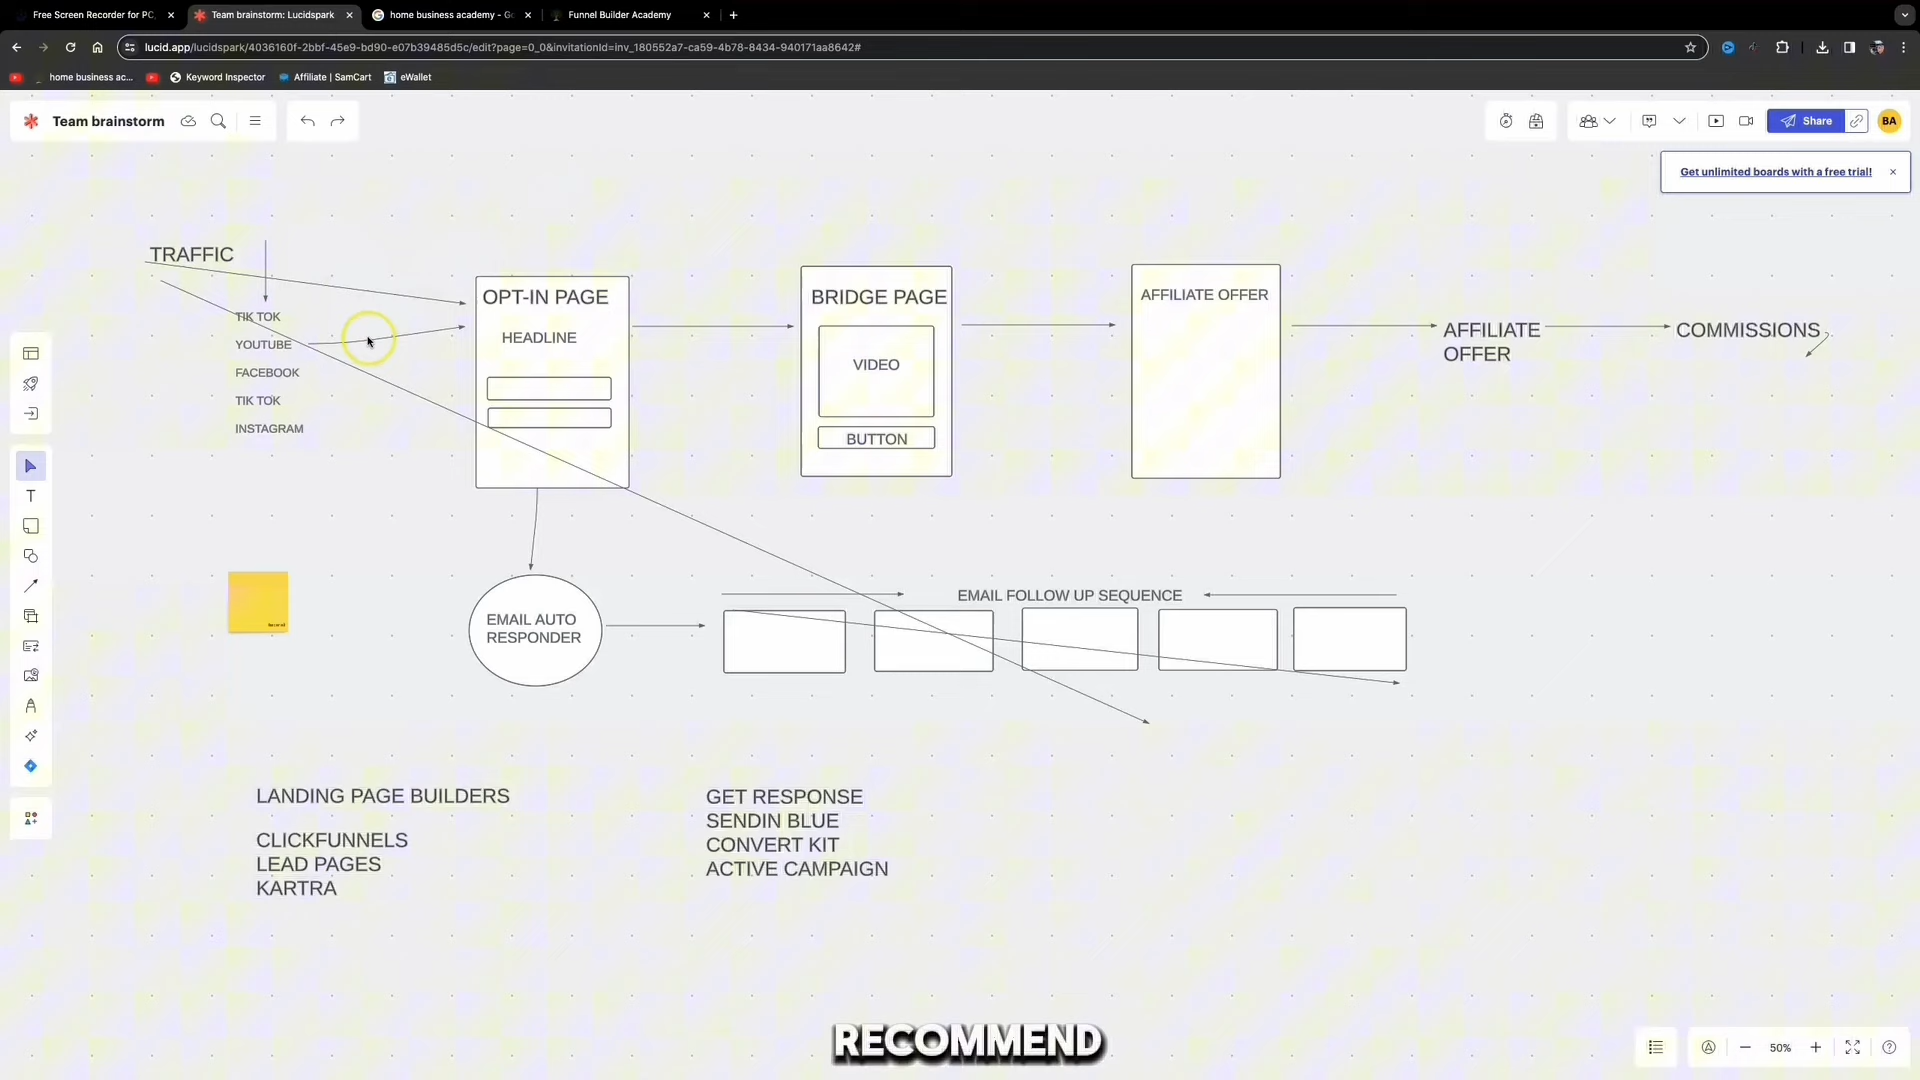 Free Screen Recorder for PC,
Team brainstorm: Lucidspark
home business academy - Go
Funnel Builder Academy
lucid.app/lucidspark/4036160f-2bbf-45e9-bd90-e07b39485d5c/edit?page=0_0&invitationId=inv_180552a7-ca59-4b78-8434-940171aa8642#
home business ac...
Keyword Inspector
Affiliate | SamCart
eWallet
Team brainstorm
Share
BA
Get unlimited boards with a free trial!
TRAFFIC
TIK TOK
YOUTUBE
FACEBOOK
TIK TOK
INSTAGRAM
OPT-IN PAGE
HEADLINE
BRIDGE PAGE
VIDEO
BUTTON
AFFILIATE OFFER
AFFILIATE
OFFER
COMMISSIONS
EMAIL AUTO
RESPONDER
EMAIL FOLLOW UP SEQUENCE
LANDING PAGE BUILDERS
CLICKFUNNELS
LEAD PAGES
KARTRA
GET RESPONSE
SENDIN BLUE
CONVERT KIT
ACTIVE CAMPAIGN
RECOMMEND
50%